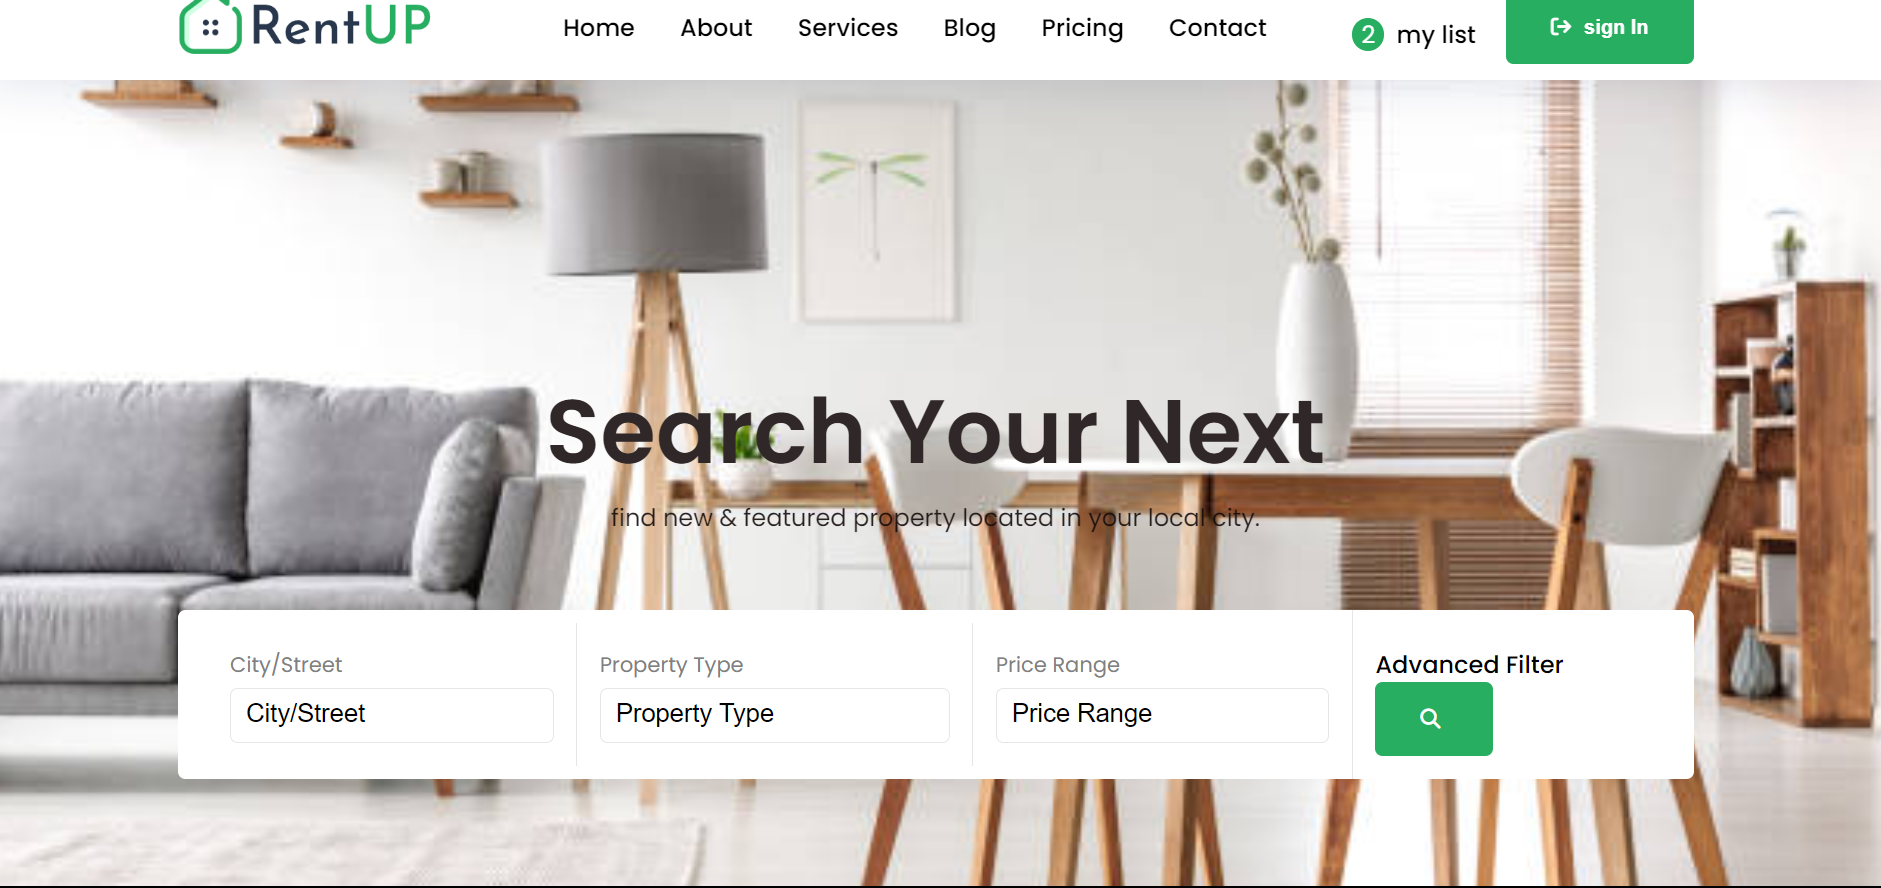 RentUP
Home About Services Blog Pricing Contact
2 my list
sign In
Search Your Next
find new & featured property located in your local city.
City/Street Property Type Price Range Advanced Filter
City/Street Property Type Price Range